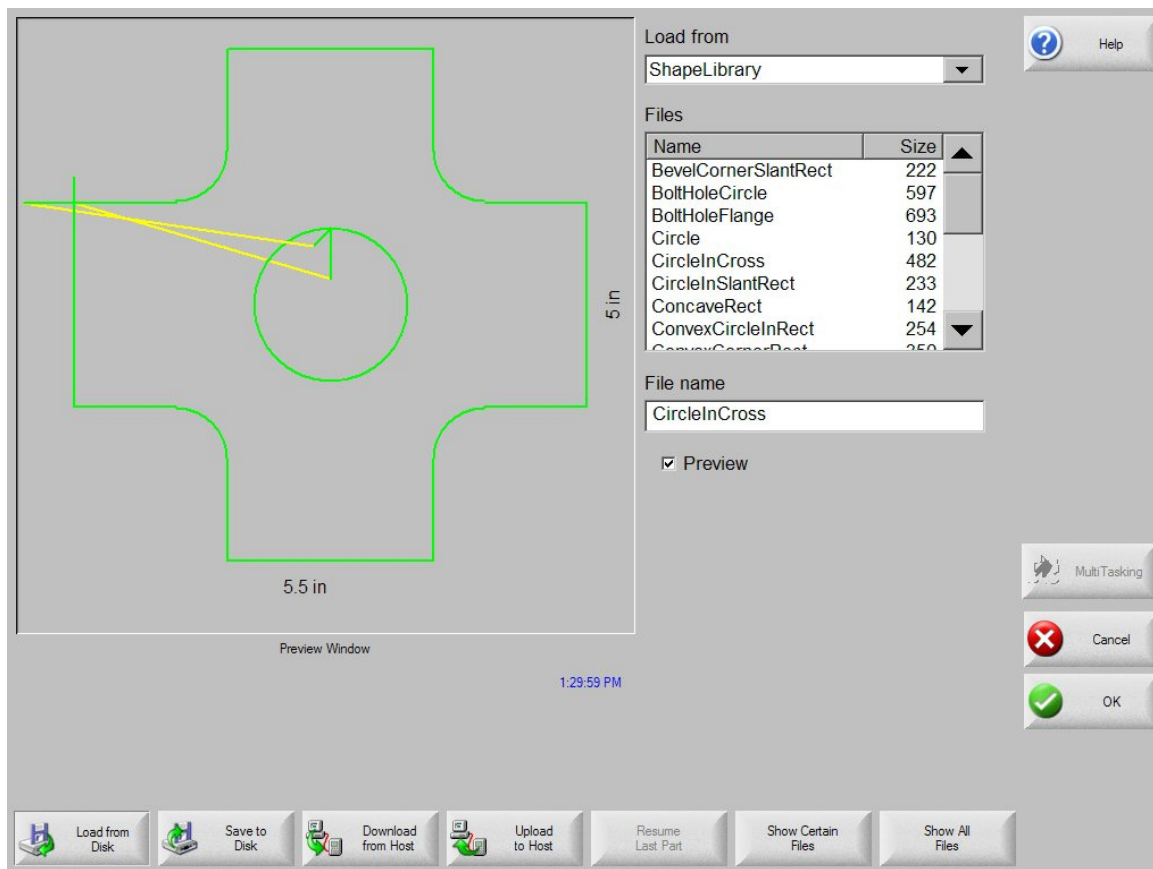 Load from
ShapeLibrary
Help
Files
Name Size
BevelCornerSlantRect 222
BoltHoleCircle 597
BoltHoleFlange 693
Circle 130
CircleInCross 482
CircleInSlantRect 233
ConcaveRect 142
ConvexCircleInRect 254
ConvexCornerRect 350
5 in
File name
CircleInCross
Preview
5.5 in
MultiTasking
Preview Window
Cancel
1:29:59 PM
OK
Load from
Disk
Save to
Disk
Download
from Host
Upload
to Host
Resume
Last Part
Show Certain
Files
Show All
Files